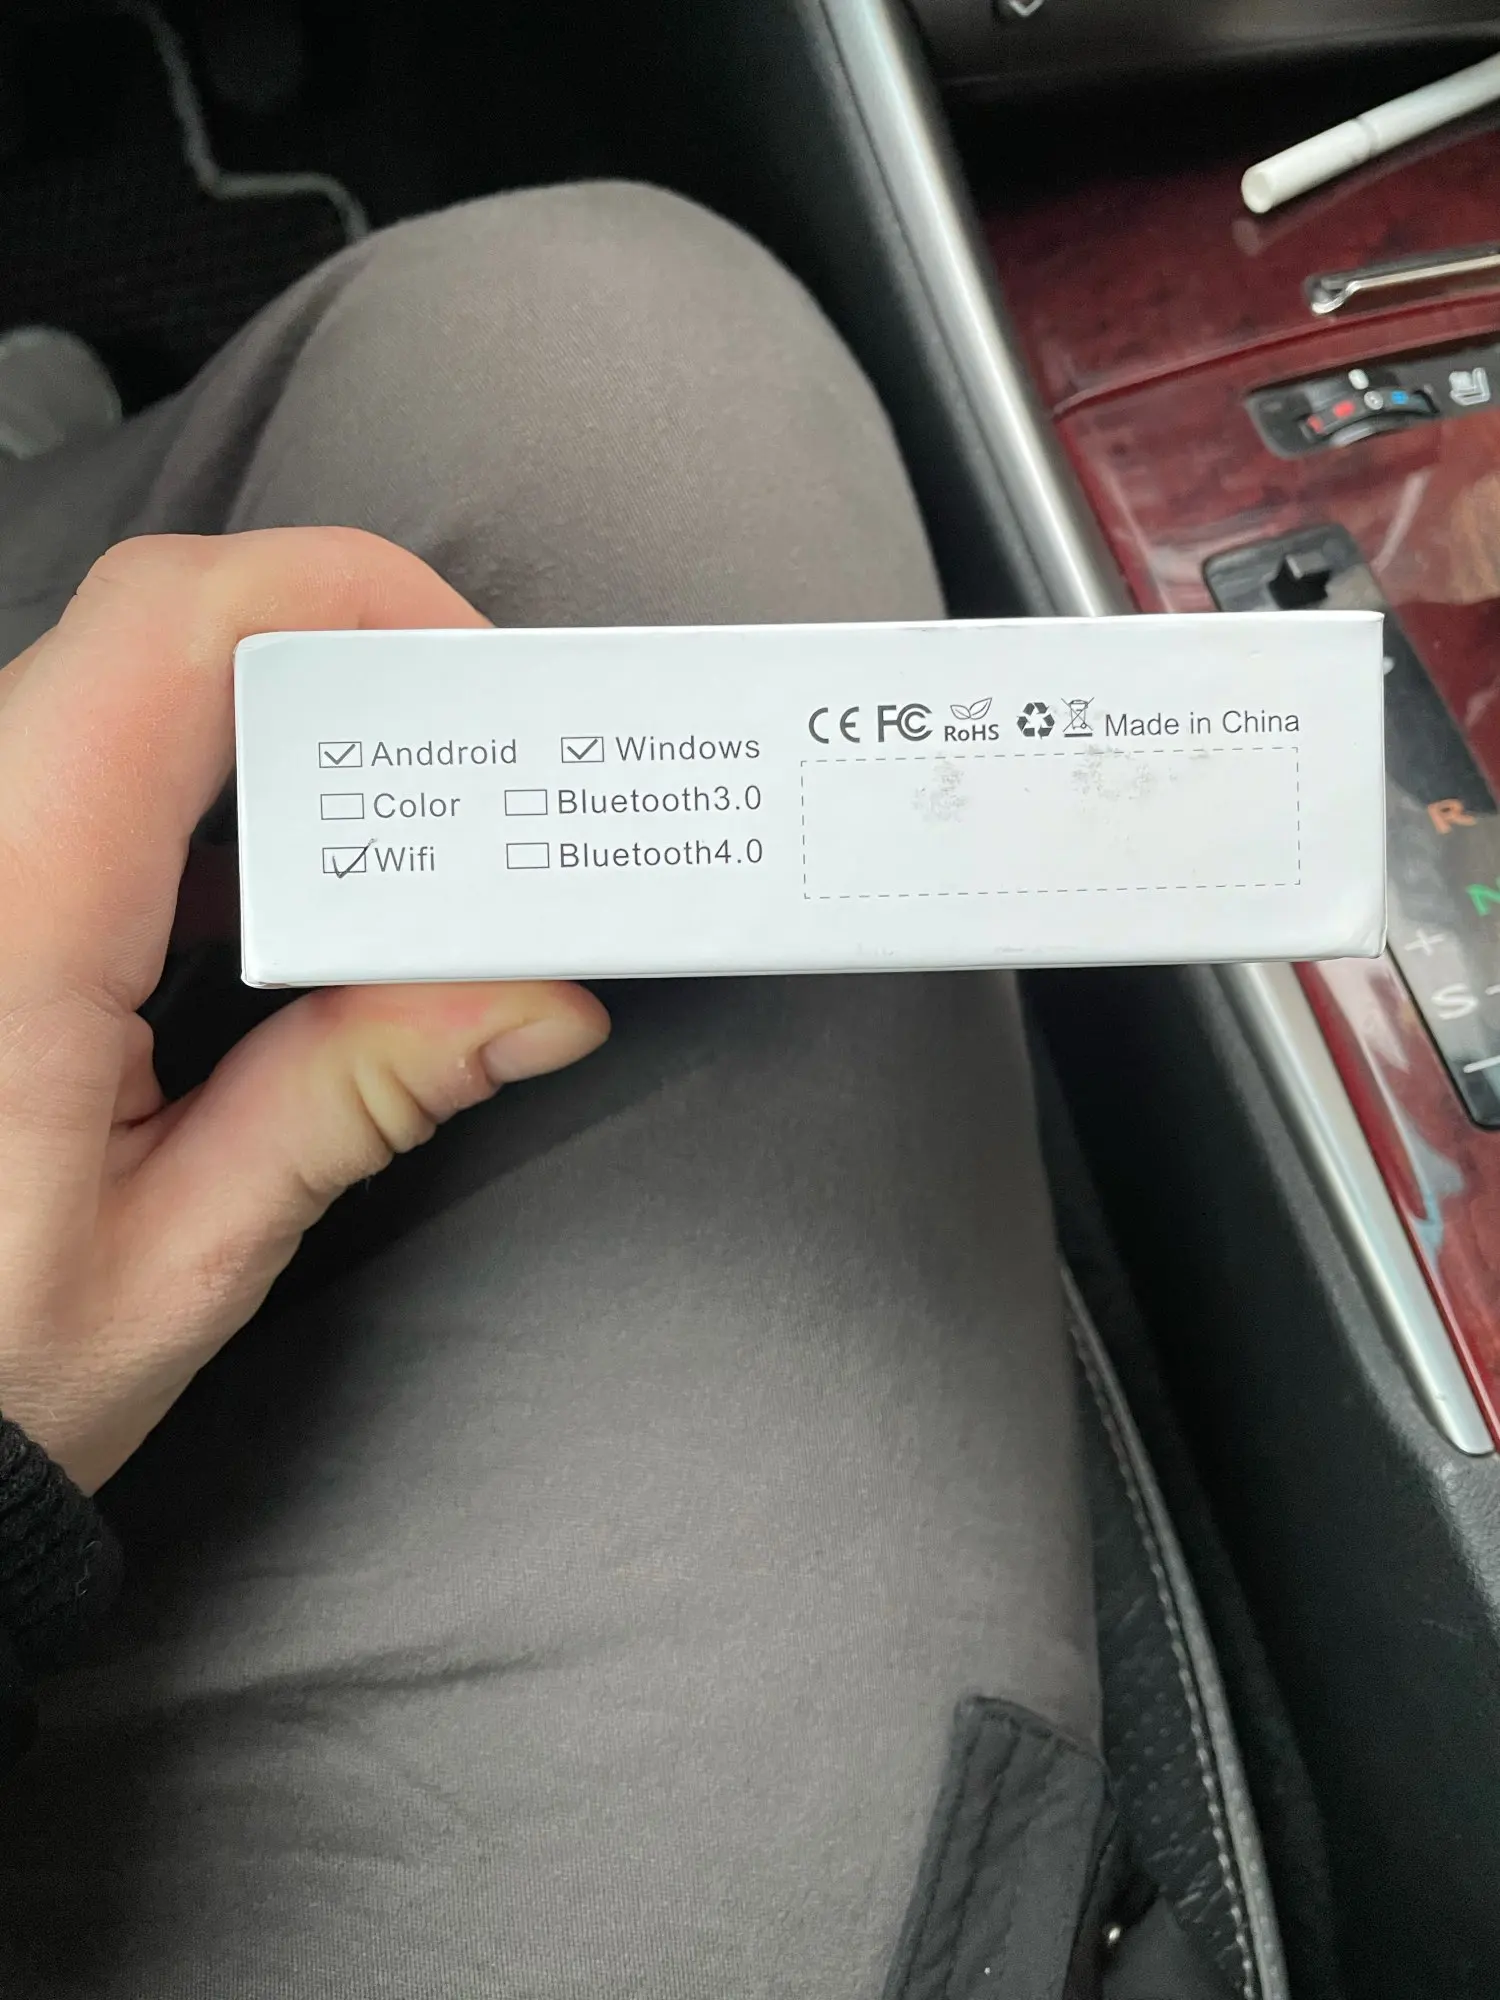 Anddroid Windows
Color Bluetooth3.0
Wifi Bluetooth4.0
CE FC RoHS Made in China
R
N
+
S